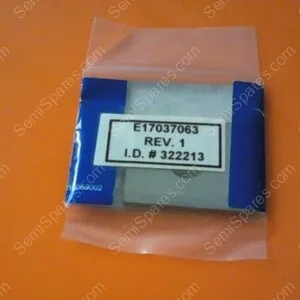 E17037063
REV. 1
I.D. # 322213
SemiSpares.com